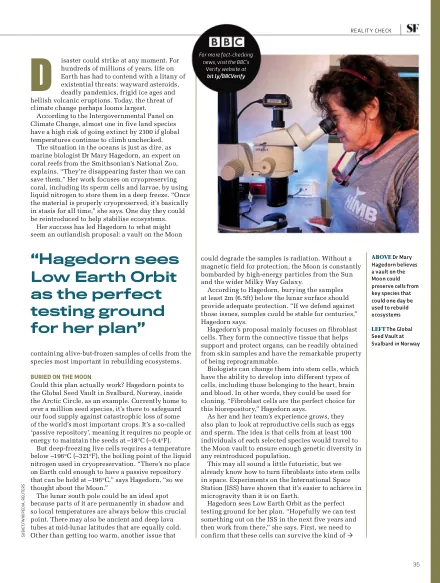 REALITY CHECK SF
BBC
For more fact-checking
news, visit the BBC's
Verify website at
bit.ly/BBCVerify
Disaster could strike at any moment. For
hundreds of millions of years, life on
Earth has had to contend with a litany of
existential threats: wayward asteroids,
deadly pandemics, frigid ice ages and
hellish volcanic eruptions. Today, the threat of
climate change perhaps looms largest.
According to the Intergovernmental Panel on
Climate Change, almost one in five land species
have a high risk of going extinct by 2100 if global
temperatures continue to climb unchecked.
The situation in the oceans is just as dire, as
marine biologist Dr Mary Hagedorn, an expert on
coral reefs from the Smithsonian's National Zoo,
explains. "They're disappearing faster than we can
save them." Her work focuses on cryopreserving
coral, including its sperm cells and larvae, by using
liquid nitrogen to store them in a deep freeze. "Once
the material is properly cryopreserved, it's basically
in stasis for all time," she says. One day they could
be reintroduced to help stabilise ecosystems.
Her success has led Hagedorn to what might
seem an outlandish proposal: a vault on the Moon
"Hagedorn sees
Low Earth Orbit
as the perfect
testing ground
for her plan"
containing alive-but-frozen samples of cells from the
species most important in rebuilding ecosystems.
BURIED ON THE MOON
Could this plan actually work? Hagedorn points to
the Global Seed Vault in Svalbard, Norway, inside
the Arctic Circle, as an example. Currently home to
over a million seed species, it's there to safeguard
our food supply against catastrophic loss of some
of the world's most important crops. It's a so-called
'passive repository', meaning it requires no people or
energy to maintain the seeds at –18°C (–0.4°F).
But deep-freezing live cells requires a temperature
below –196°C (–321°F), the boiling point of the liquid
nitrogen used in cryopreservation. "There's no place
on Earth cold enough to have a passive repository
that can be held at –196°C," says Hagedorn, "so we
thought about the Moon."
The lunar south pole could be an ideal spot
because parts of it are permanently in shadow and
so local temperatures are always below this crucial
point. There may also be ancient and deep lava
tubes at mid-lunar latitudes that are equally cold.
Other than getting too warm, another issue that
could degrade the samples is radiation. Without a
magnetic field for protection, the Moon is constantly
bombarded by high-energy particles from the Sun
and the wider Milky Way Galaxy.
According to Hagedorn, burying the samples
at least 2m (6.5ft) below the lunar surface should
provide adequate protection. "If we defend against
those issues, samples could be stable for centuries,"
Hagedorn says.
Hagedorn's proposal mainly focuses on fibroblast
cells. They form the connective tissue that helps
support and protect organs, can be readily obtained
from skin samples and have the remarkable property
of being reprogrammable.
Biologists can change them into stem cells, which
have the ability to develop into different types of
cells, including those belonging to the heart, brain
and blood. In other words, they could be used for
cloning. "Fibroblast cells are the perfect choice for
this biorepository," Hagedorn says.
As her and her team's experience grows, they
also plan to look at reproductive cells such as eggs
and sperm. The idea is that cells from at least 100
individuals of each selected species would travel to
the Moon vault to ensure enough genetic diversity in
any reintroduced population.
This may all sound a little futuristic, but we
already know how to turn fibroblasts into stem cells
in space. Experiments on the International Space
Station (ISS) have shown that it's easier to achieve in
microgravity than it is on Earth.
Hagedorn sees Low Earth Orbit as the perfect
testing ground for her plan. "Hopefully we can test
something out on the ISS in the next five years and
then work from there," she says. First, we need to
confirm that these cells can survive the kind of →
ABOVE Dr Mary
Hagedorn believes
a vault on the
Moon could
preserve cells from
key species that
could one day be
used to rebuild
ecosystems
LEFT The Global
Seed Vault at
Svalbard in Norway
35